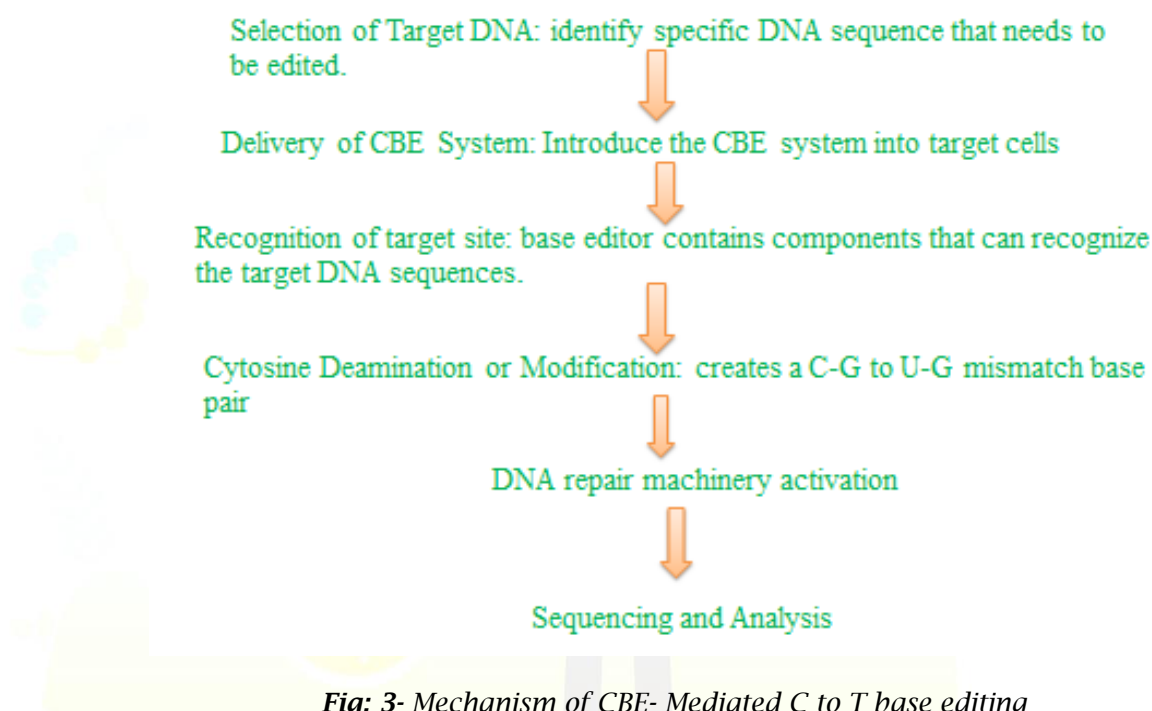 Selection of Target DNA: identify specific DNA sequence that needs to
be edited.
Delivery of CBE System: Introduce the CBE system into target cells
Recognition of target site: base editor contains components that can recognize
the target DNA sequences.
Cytosine Deamination or Modification: creates a C-G to U-G mismatch base
pair
DNA repair machinery activation
Sequencing and Analysis
Fig: 3- Mechanism of CBE- Mediated C to T base editing